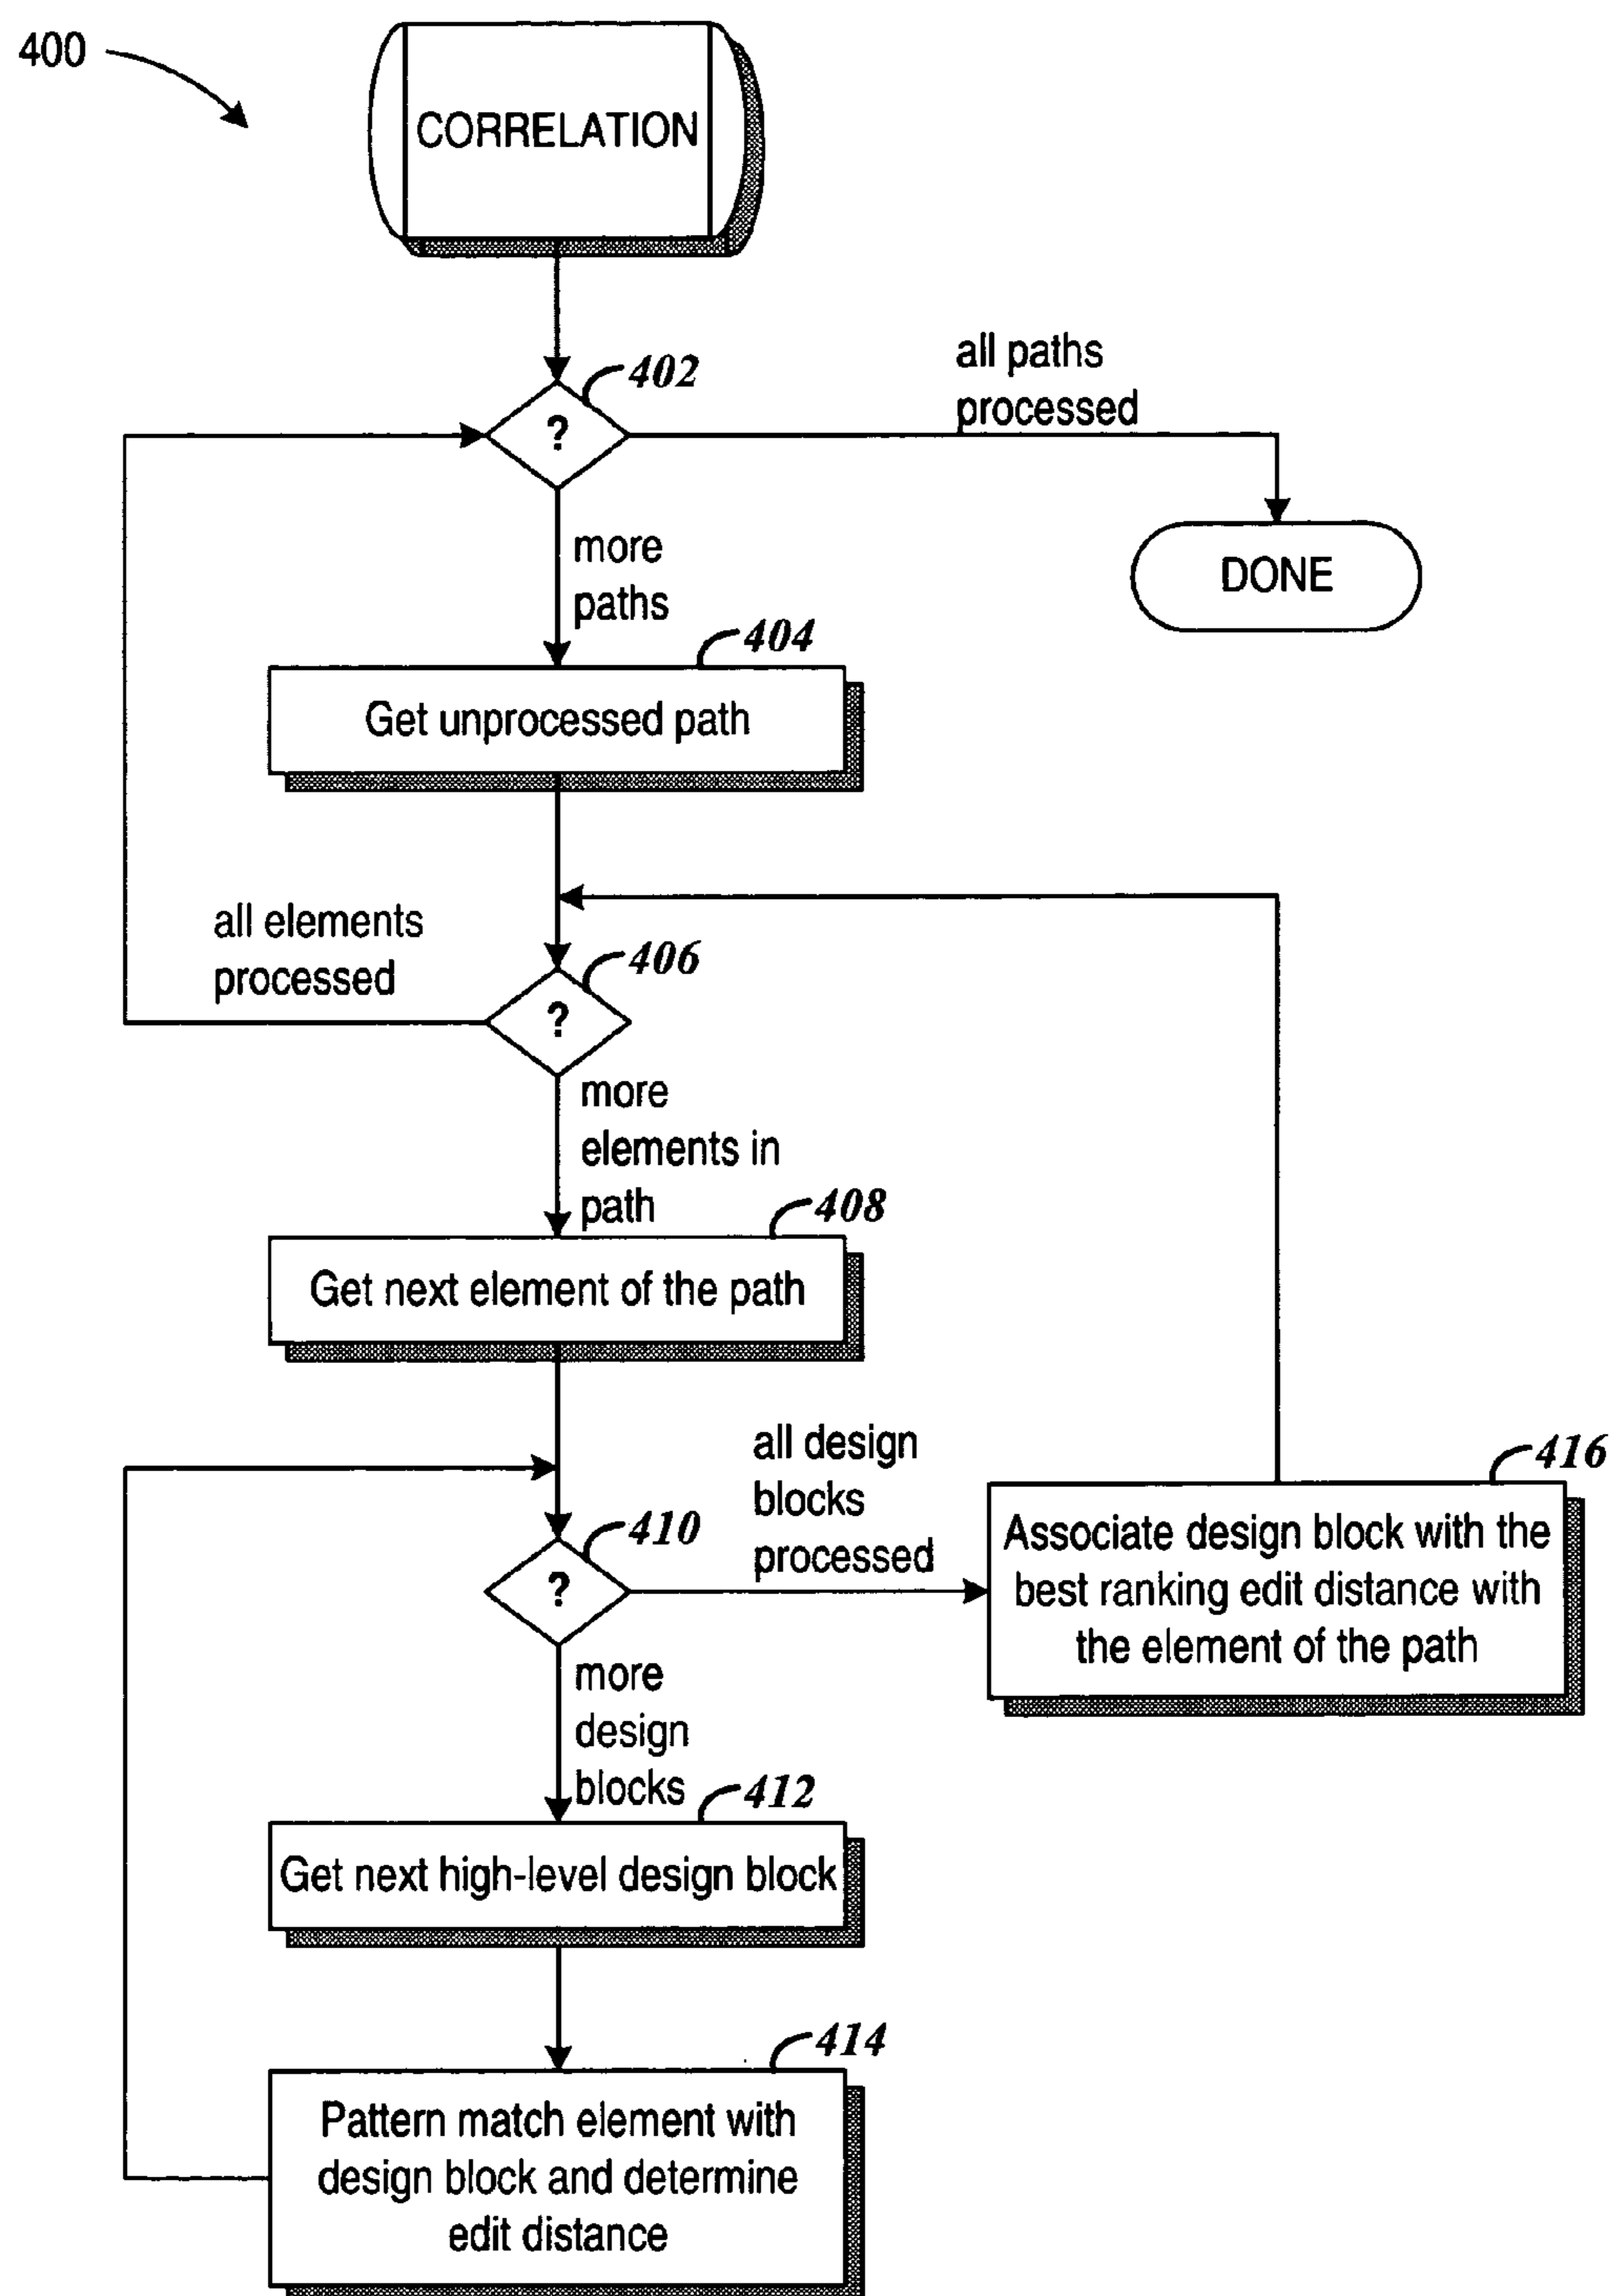 400
CORRELATION
402
?
all paths
processed
DONE
more
paths
404
Get unprocessed path
all elements
processed
406
?
more
elements in
path
408
Get next element of the path
410
?
all design
blocks
processed
416
Associate design block with the
best ranking edit distance with
the element of the path
more
design
blocks
412
Get next high-level design block
414
Pattern match element with
design block and determine
edit distance